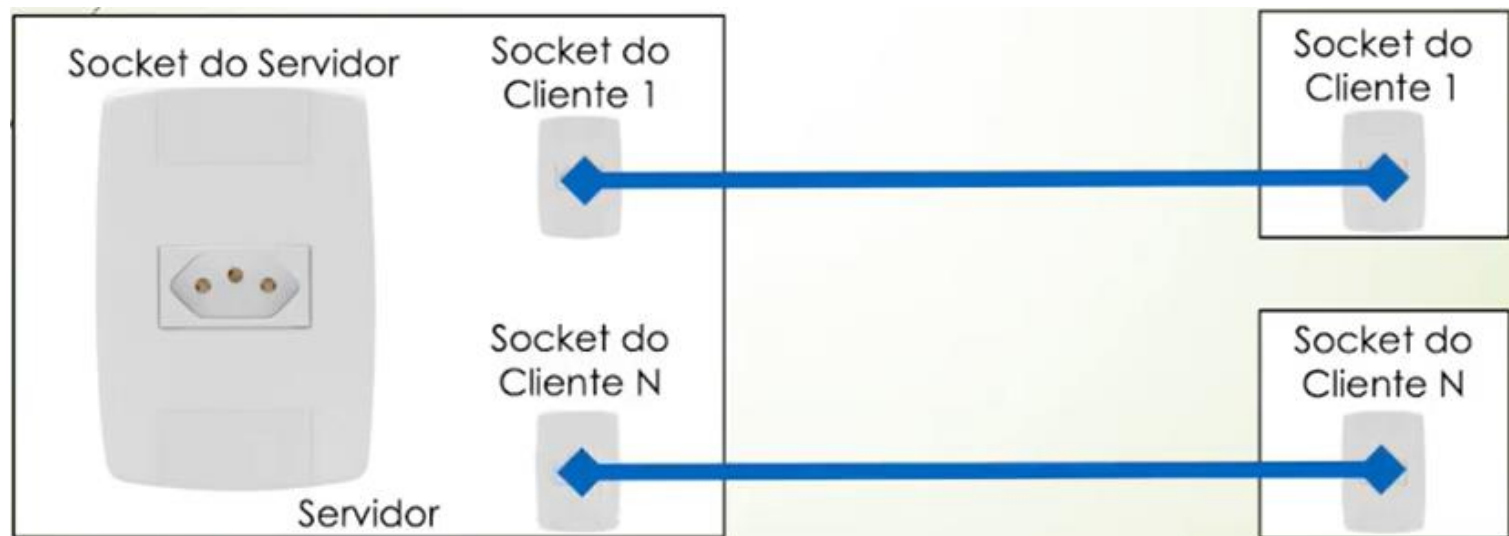 Socket do Servidor
Socket do
Cliente 1
Socket do
Cliente 1
Socket do
Cliente N
Socket do
Cliente N
Servidor